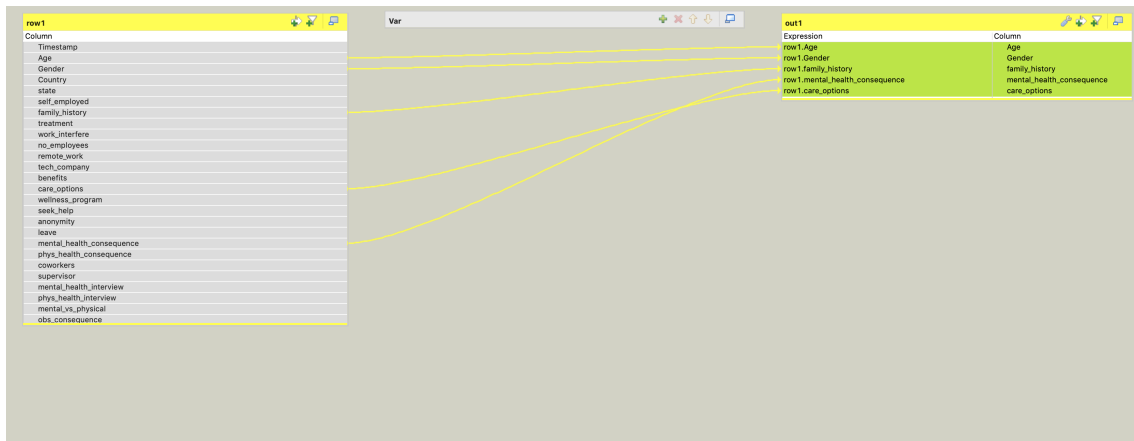 row1
Column
Timestamp
Age
Gender
Country
state
self_employed
family_history
treatment
work_interfere
no_employees
remote_work
tech_company
benefits
care_options
wellness_program
seek_help
anonymity
leave
mental_health_consequence
phys_health_consequence
coworkers
supervisor
mental_health_interview
phys_health_interview
mental_vs_physical
obs_consequence
Var
out1
Expression Column
row1.Age Age
row1.Gender Gender
row1.family_history family_history
row1.mental_health_consequence mental_health_consequence
row1.care_options care_options